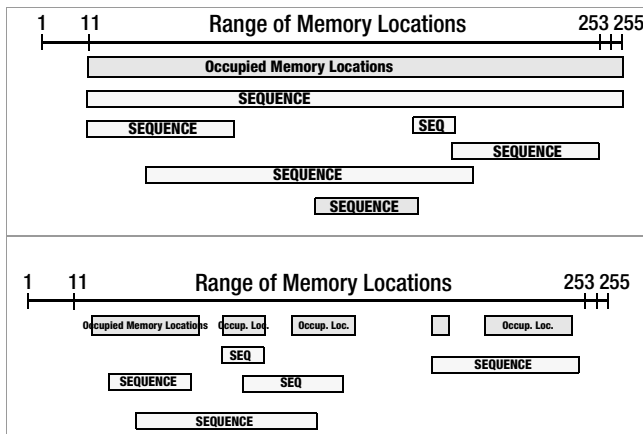 1 11 Range of Memory Locations 253 255
Occupied Memory Locations
SEQUENCE
SEQUENCE SEQ
SEQUENCE
SEQUENCE
SEQUENCE
1 11 Range of Memory Locations 253 255
Occupied Memory Locations Occup. Loc. Occup. Loc. Occup. Loc.
SEQ
SEQUENCE
SEQUENCE SEQ
SEQUENCE